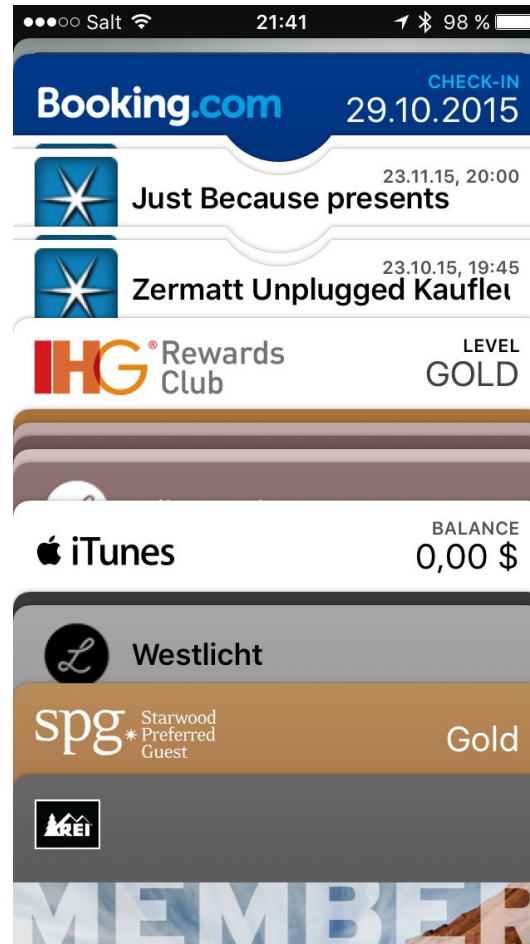 Salt 21:41 98 %
Booking.com
CHECK-IN
29.10.2015
23.11.15, 20:00
Just Because presents
23.10.15, 19:45
Zermatt Unplugged Kaufleu
IHG® Rewards
Club
LEVEL
GOLD
iTunes
BALANCE
0,00 $
L Westlicht
spg* Starwood
Preferred
Guest
Gold
REI
MEMBER